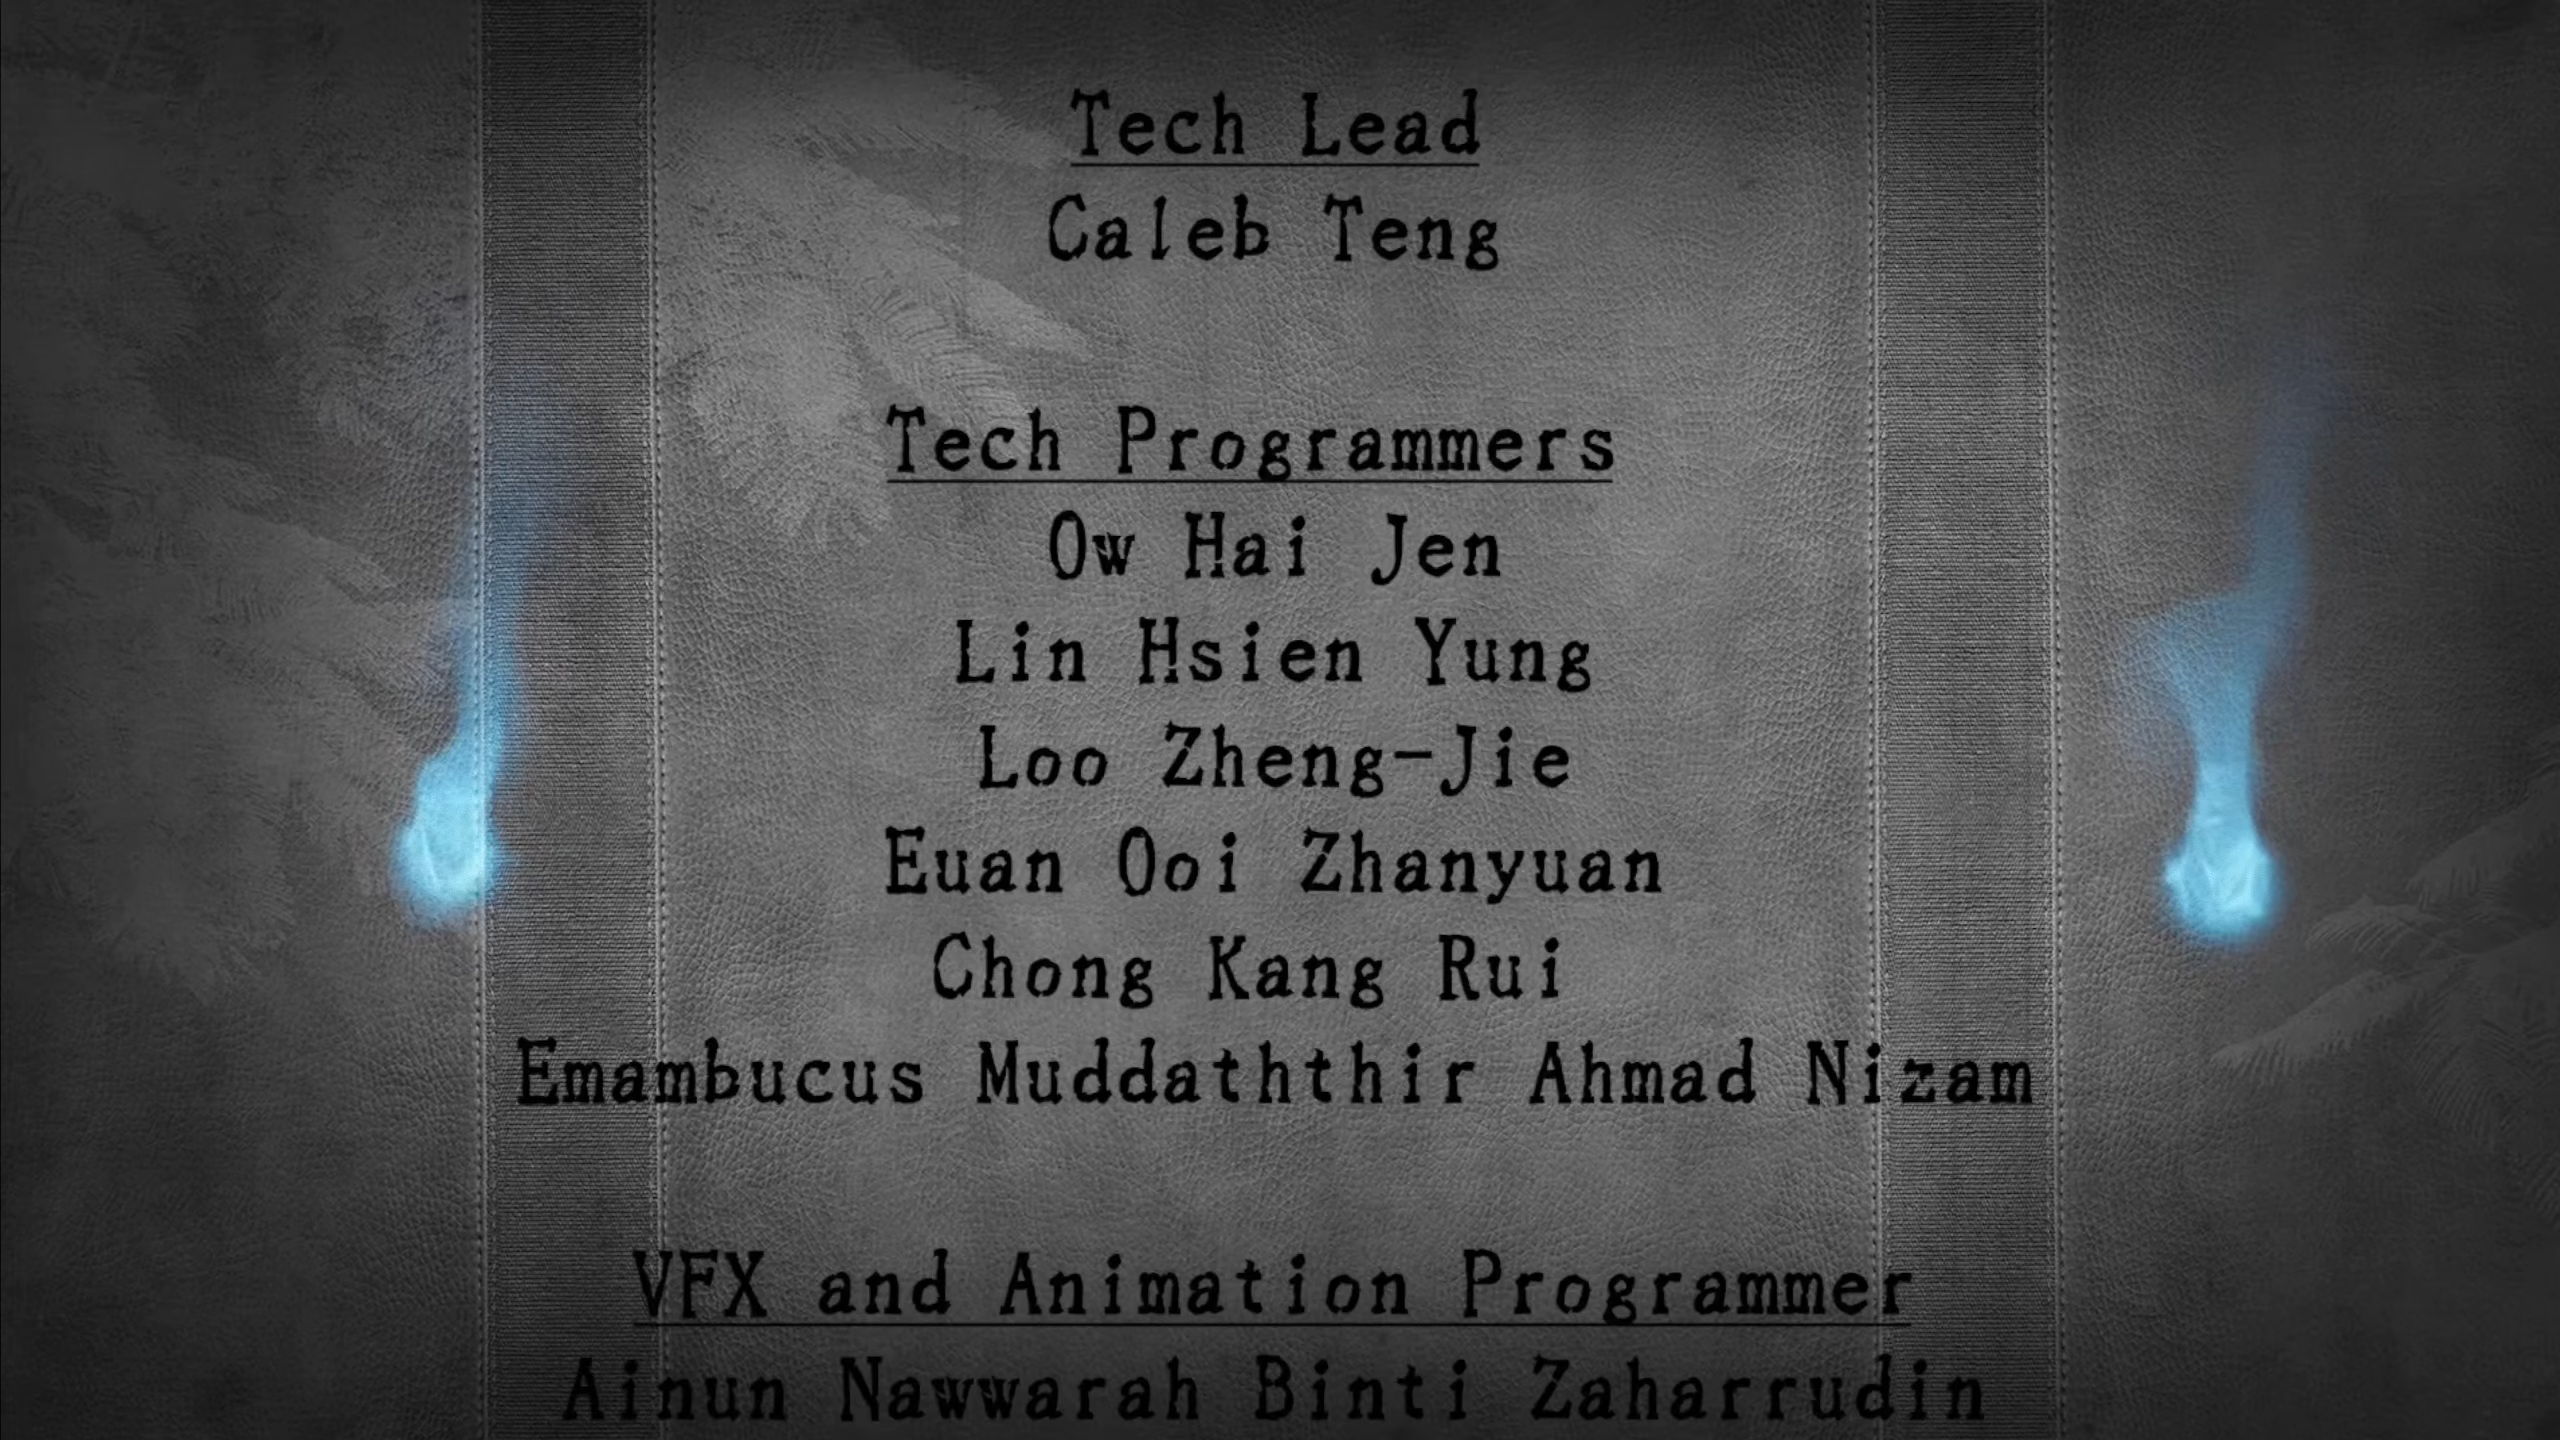 Tech Lead
Caleb Teng
Tech Programmers
Ow Hai Jen
Lin Hsien Yung
Loo Zheng-Jie
Euan Ooi Zhanyuan
Chong Kang Rui
Emambucus Muddaththir Ahmad Nizam
VFX and Animation Programmer
Ainun Nawwarah Binti Zaharrudin